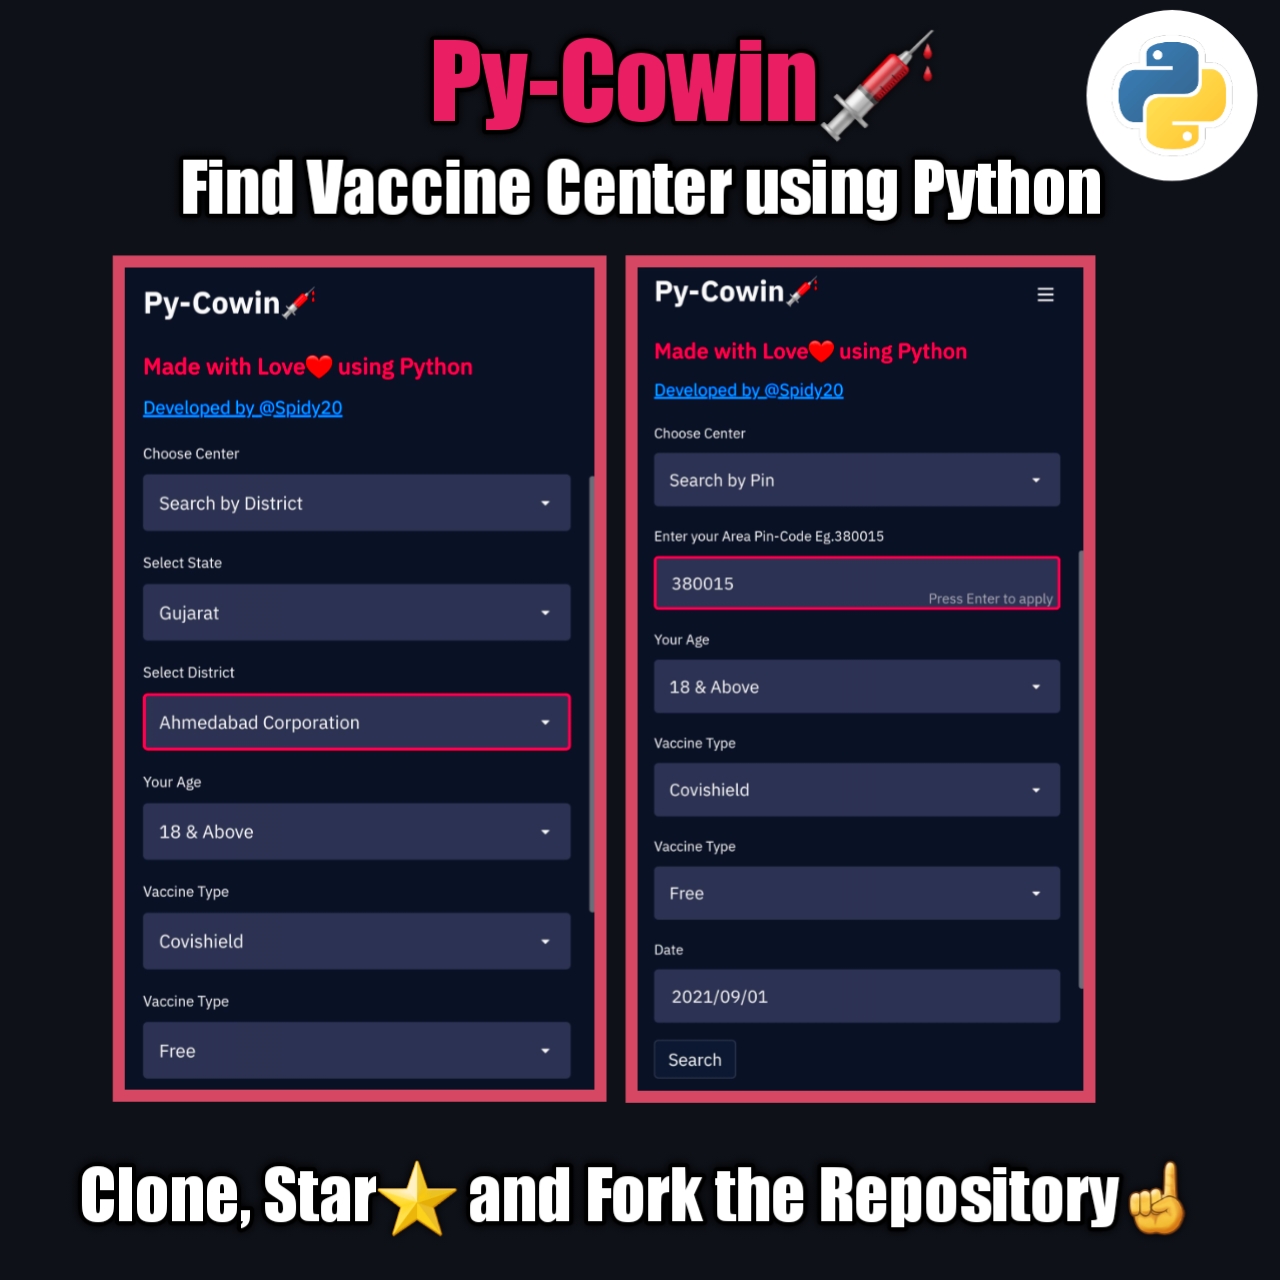 Py-Cowin💉
Find Vaccine Center using Python
Py-Cowin💉
Made with Love❤️ using Python
Developed by @Spidy20
Choose Center
Search by District
Select State
Gujarat
Select District
Ahmedabad Corporation
Your Age
18 & Above
Vaccine Type
Covishield
Vaccine Type
Free
Py-Cowin💉
Made with Love❤️ using Python
Developed by @Spidy20
Choose Center
Search by Pin
Enter your Area Pin-Code Eg.380015
380015
Press Enter to apply
Your Age
18 & Above
Vaccine Type
Covishield
Vaccine Type
Free
Date
2021/09/01
Search
Clone, Star⭐ and Fork the Repository☝️